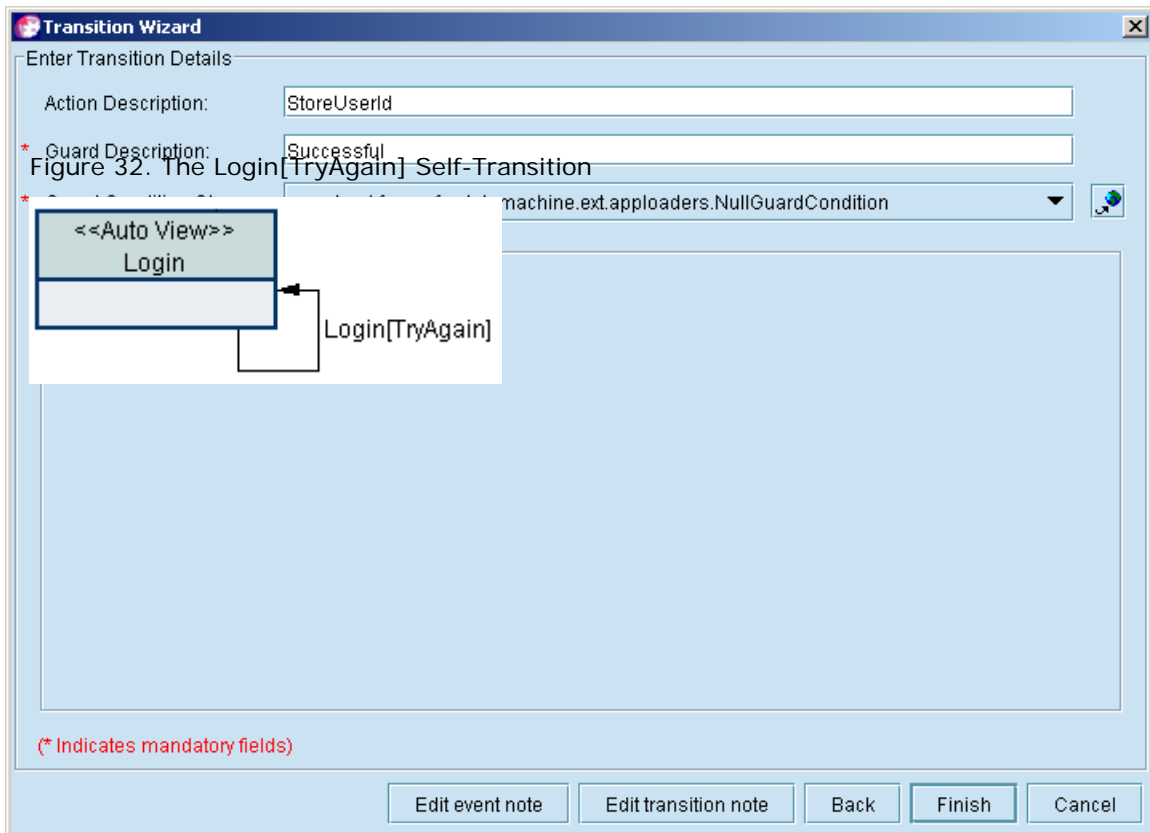 Transition Wizard
Enter Transition Details
Action Description: StoreUserId
* Guard Description: Successful
Figure 32. The Login[TryAgain] Self-Transition
* machine.ext.apploaders.NullGuardCondition
<<Auto View>>
Login
Login[TryAgain]
(* Indicates mandatory fields)
Edit event note Edit transition note Back Finish Cancel